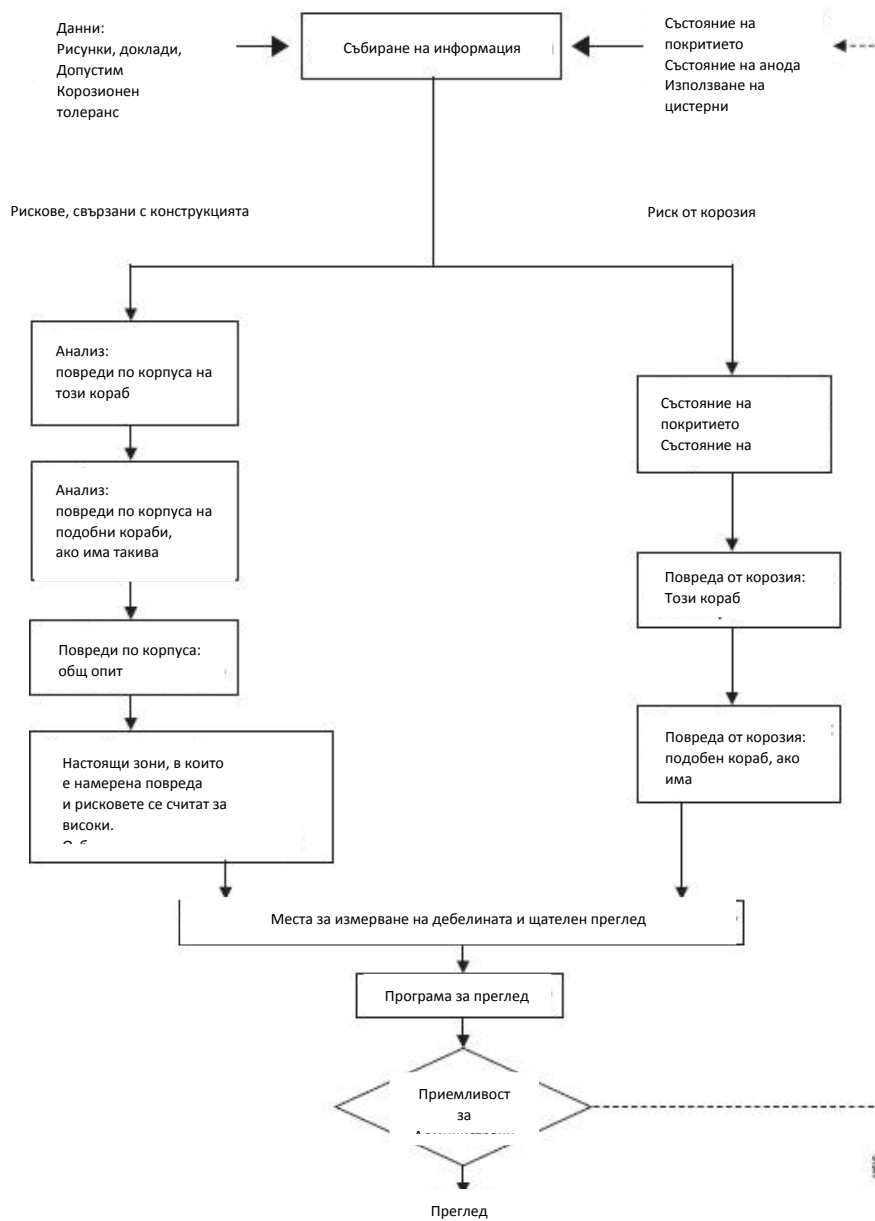 Данни:
Рисунки, доклади,
Допустим
Корозионен
толеранс
Събиране на информация
Състояние на
покритието
Състояние на анода
Използване на
цистерни
Рискове, свързани с конструкцията
Риск от корозия
Анализ:
повреди по корпуса на
този кораб
Състояние на
покритието
Състояние на
Анализ:
повреди по корпуса на
подобни кораби,
ако има такива
Повреда от корозия:
Този кораб
Повреди по корпуса:
общ опит
Повреда от корозия:
подобен кораб, ако
има
Настоящи зони, в които
е намерена повреда
и рисковете се считат за
високи.
Места за измерване на дебелината и щателен преглед
Програма за преглед
Приемливост
за
Преглед